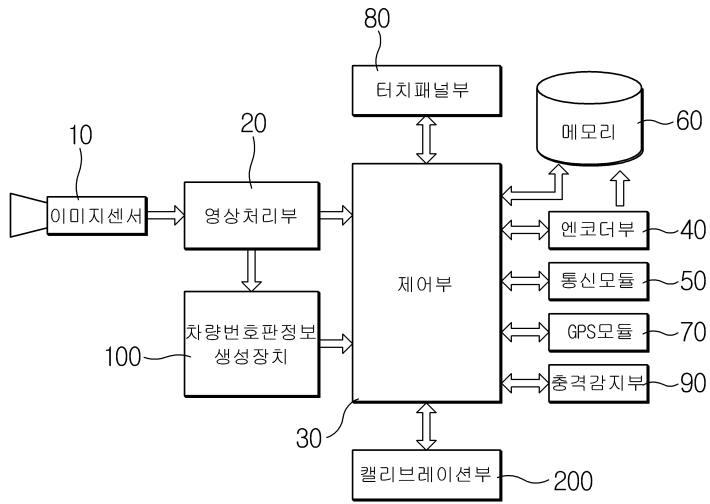 80
터치패널부
메모리
60
10
20
이미지센서
영상처리부
엔코더부
40
제어부
통신모듈
50
차량번호판정보
생성장치
100
GPS모듈
70
충격감지부
90
30
캘리브레이션부
200